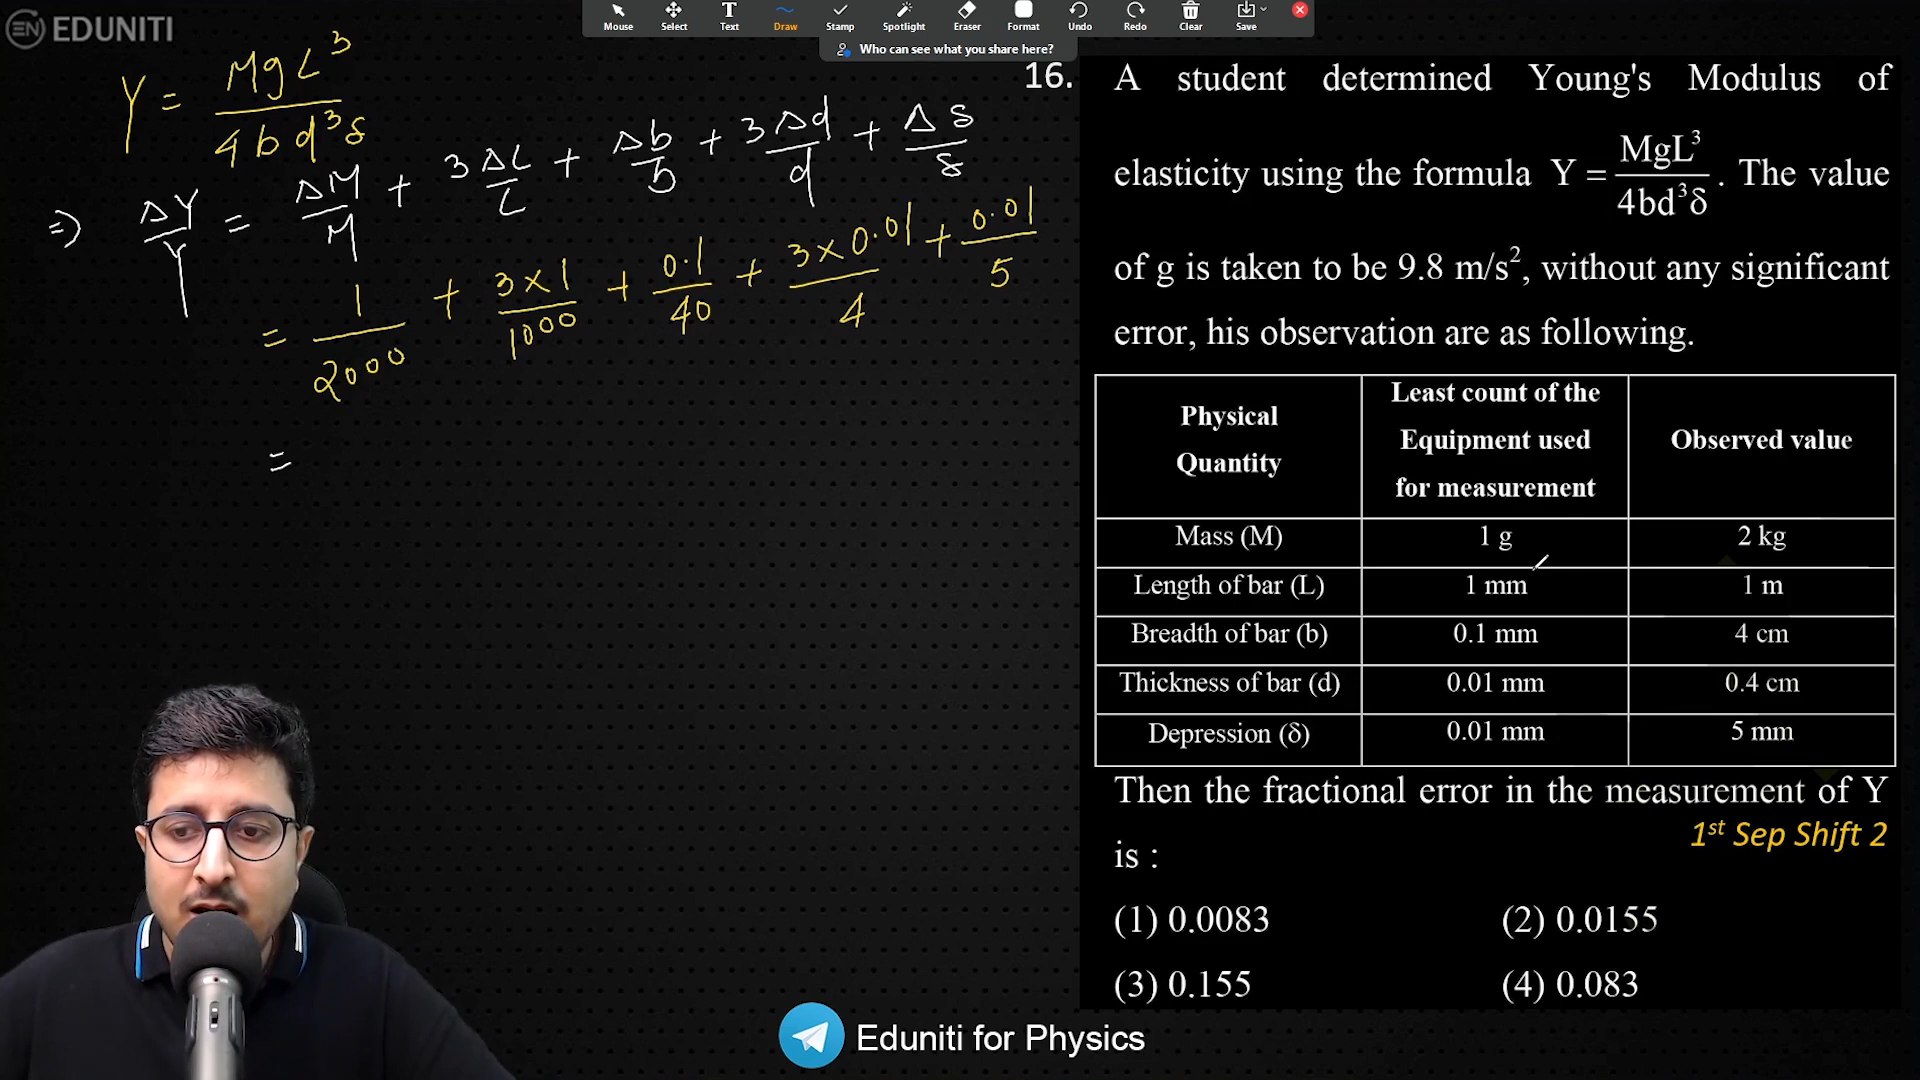 EN EDUNITI
Mouse Select Text Draw Stamp Spotlight Eraser Format Undo Redo Clear Save
Who can see what you share here?
Y = MgL³ / 4bd³δ
⇒ ΔY/Y = ΔM/M + 3ΔL/L + Δb/b + 3Δd/d + Δδ/δ
= 1/2000 + 3×1/1000 + 0.1/40 + 3×0.01/4 + 0.01/5
=
16. A student determined Young's Modulus of
elasticity using the formula Y = MgL³/4bd³δ. The value
of g is taken to be 9.8 m/s², without any significant
error, his observation are as following.
Physical Quantity Least count of the Equipment used for measurement Observed value
Mass (M) 1 g 2 kg
Length of bar (L) 1 mm 1 m
Breadth of bar (b) 0.1 mm 4 cm
Thickness of bar (d) 0.01 mm 0.4 cm
Depression (δ) 0.01 mm 5 mm
Then the fractional error in the measurement of Y
is :
1st Sep Shift 2
(1) 0.0083 (2) 0.0155
(3) 0.155 (4) 0.083
Eduniti for Physics